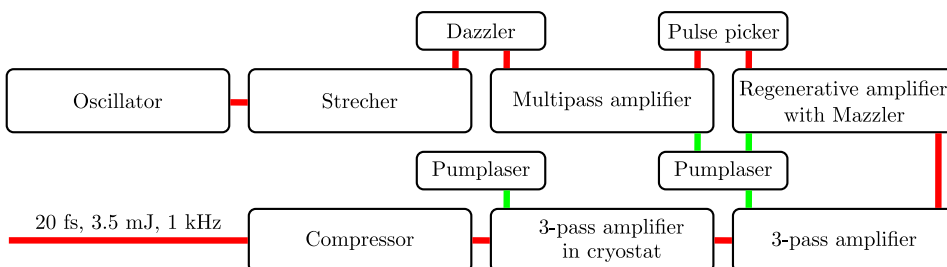 Dazzler
Pulse picker
Oscillator
Strecher
Multipass amplifier
Regenerative amplifier
with Mazzler
Pumplaser
Pumplaser
20 fs, 3.5 mJ, 1 kHz
Compressor
3-pass amplifier
in cryostat
3-pass amplifier